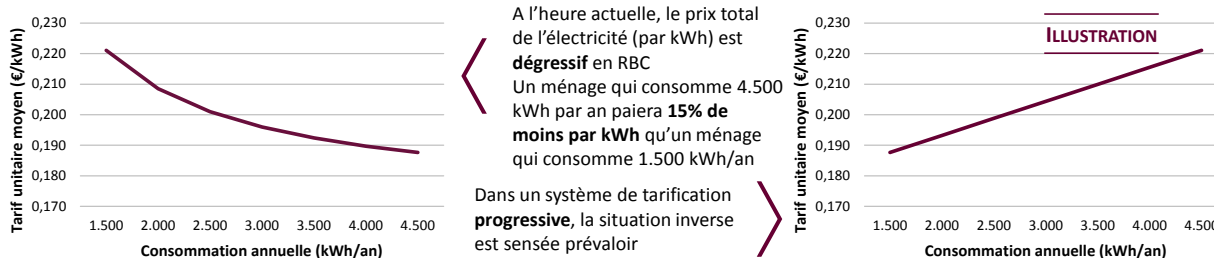 Tarif unitaire moyen (€/kWh)
0,230
0,220
0,210
0,200
0,190
0,180
0,170
1.500 2.000 2.500 3.000 3.500 4.000 4.500
Consommation annuelle (kWh/an)
A l’heure actuelle, le prix total
de l’électricité (par kWh) est
dégressif en RBC
Un ménage qui consomme 4.500
kWh par an paiera 15% de
moins par kWh qu’un ménage
qui consomme 1.500 kWh/an
Dans un système de tarification
progressive, la situation inverse
est sensée prévaloir
ILLUSTRATION
Tarif unitaire moyen (€/kWh)
0,230
0,220
0,210
0,200
0,190
0,180
0,170
1.500 2.000 2.500 3.000 3.500 4.000 4.500
Consommation annuelle (kWh/an)